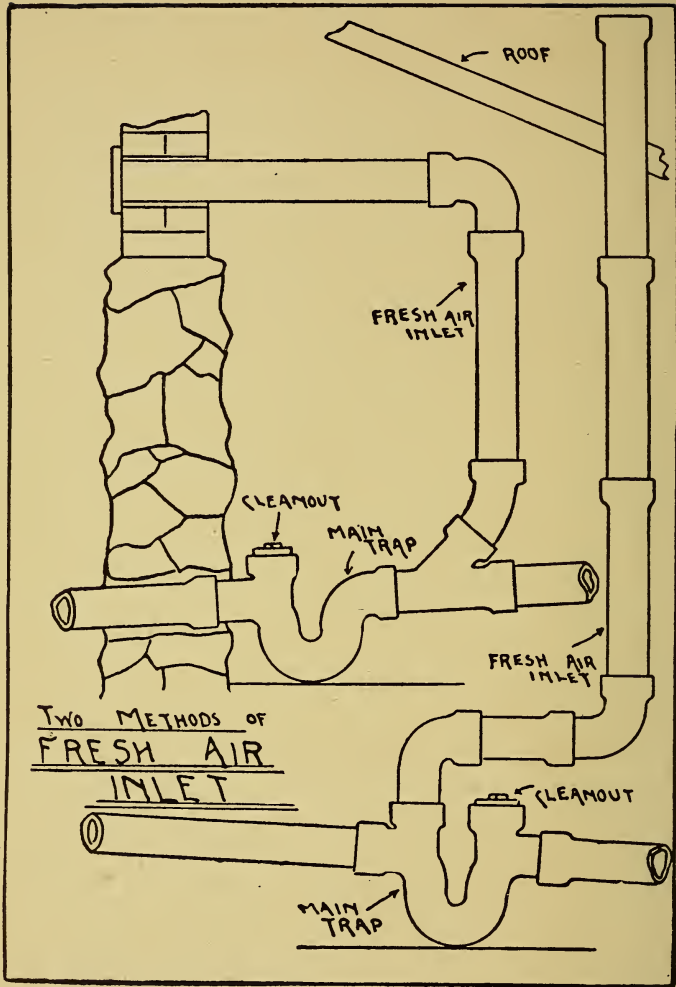 ROOF
FRESH AIR
INLET
CLEANOUT
MAIN
TRAP
FRESH AIR
INLET
TWO METHODS OF
FRESH AIR
INLET
CLEANOUT
MAIN
TRAP